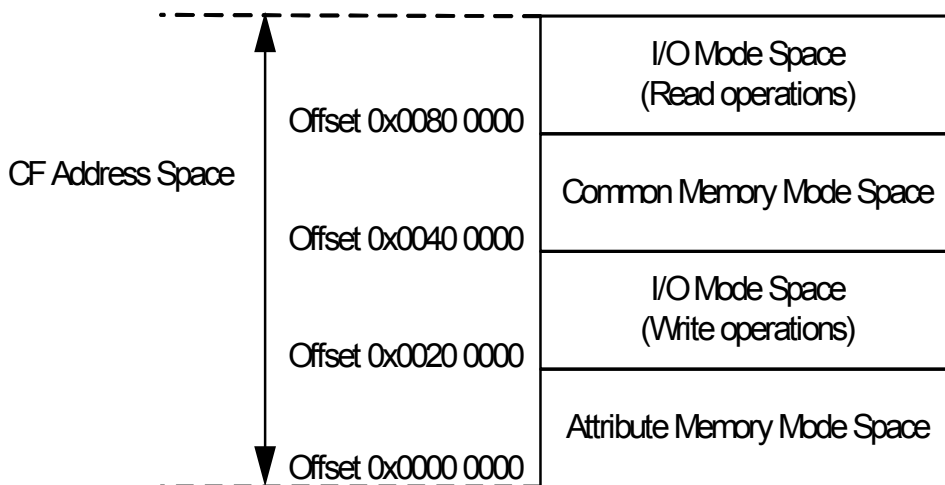 I/O Mode Space
(Read operations)
Offset 0x0080 0000
CF Address Space
Common Memory Mode Space
Offset 0x0040 0000
I/O Mode Space
(Write operations)
Offset 0x0020 0000
Attribute Memory Mode Space
Offset 0x0000 0000